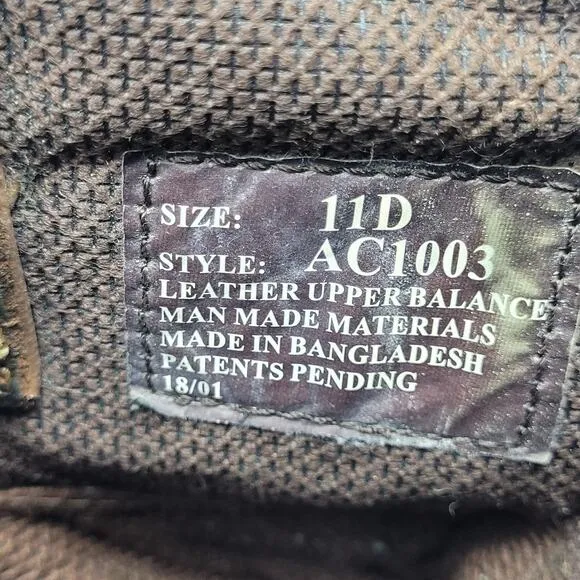 SIZE: 11D
STYLE: AC1003
LEATHER UPPER BALANCE
MAN MADE MATERIALS
MADE IN BANGLADESH
PATENTS PENDING
18/01